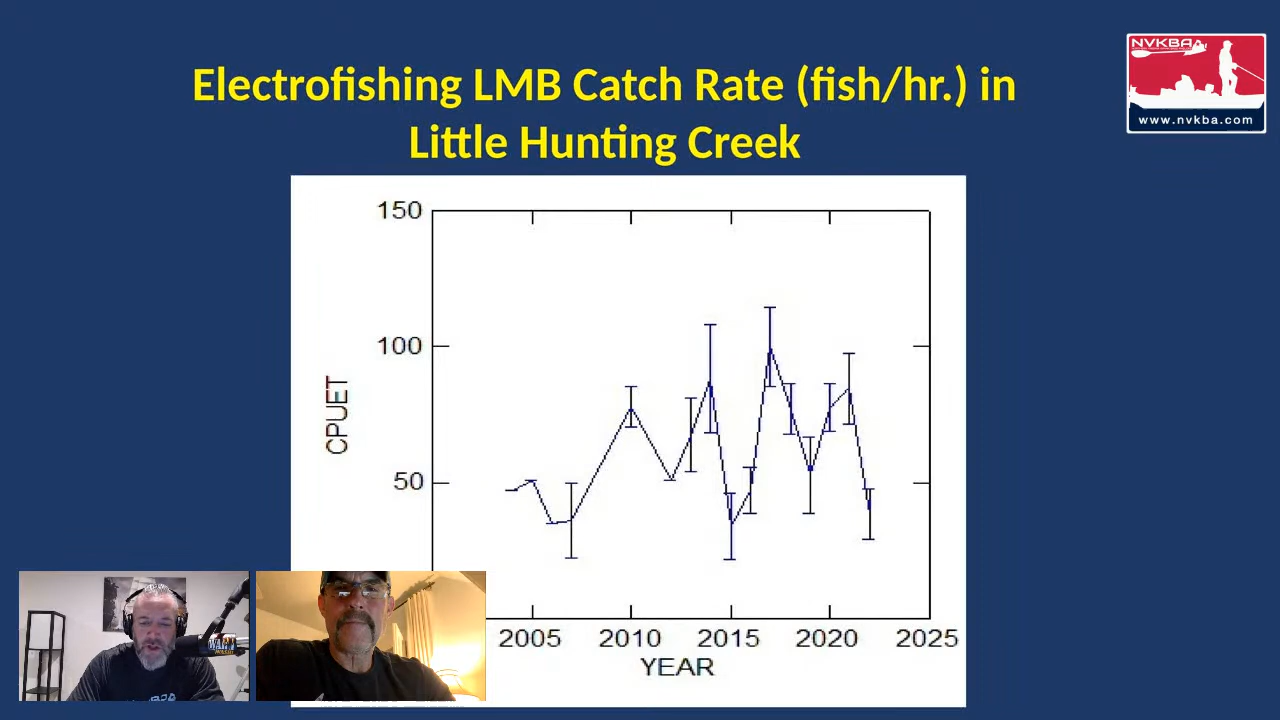 NVKBA
www.nvkba.com
Electrofishing LMB Catch Rate (fish/hr.) in
Little Hunting Creek
150
100
50
CPUET
2005 2010 2015 2020 2025
YEAR